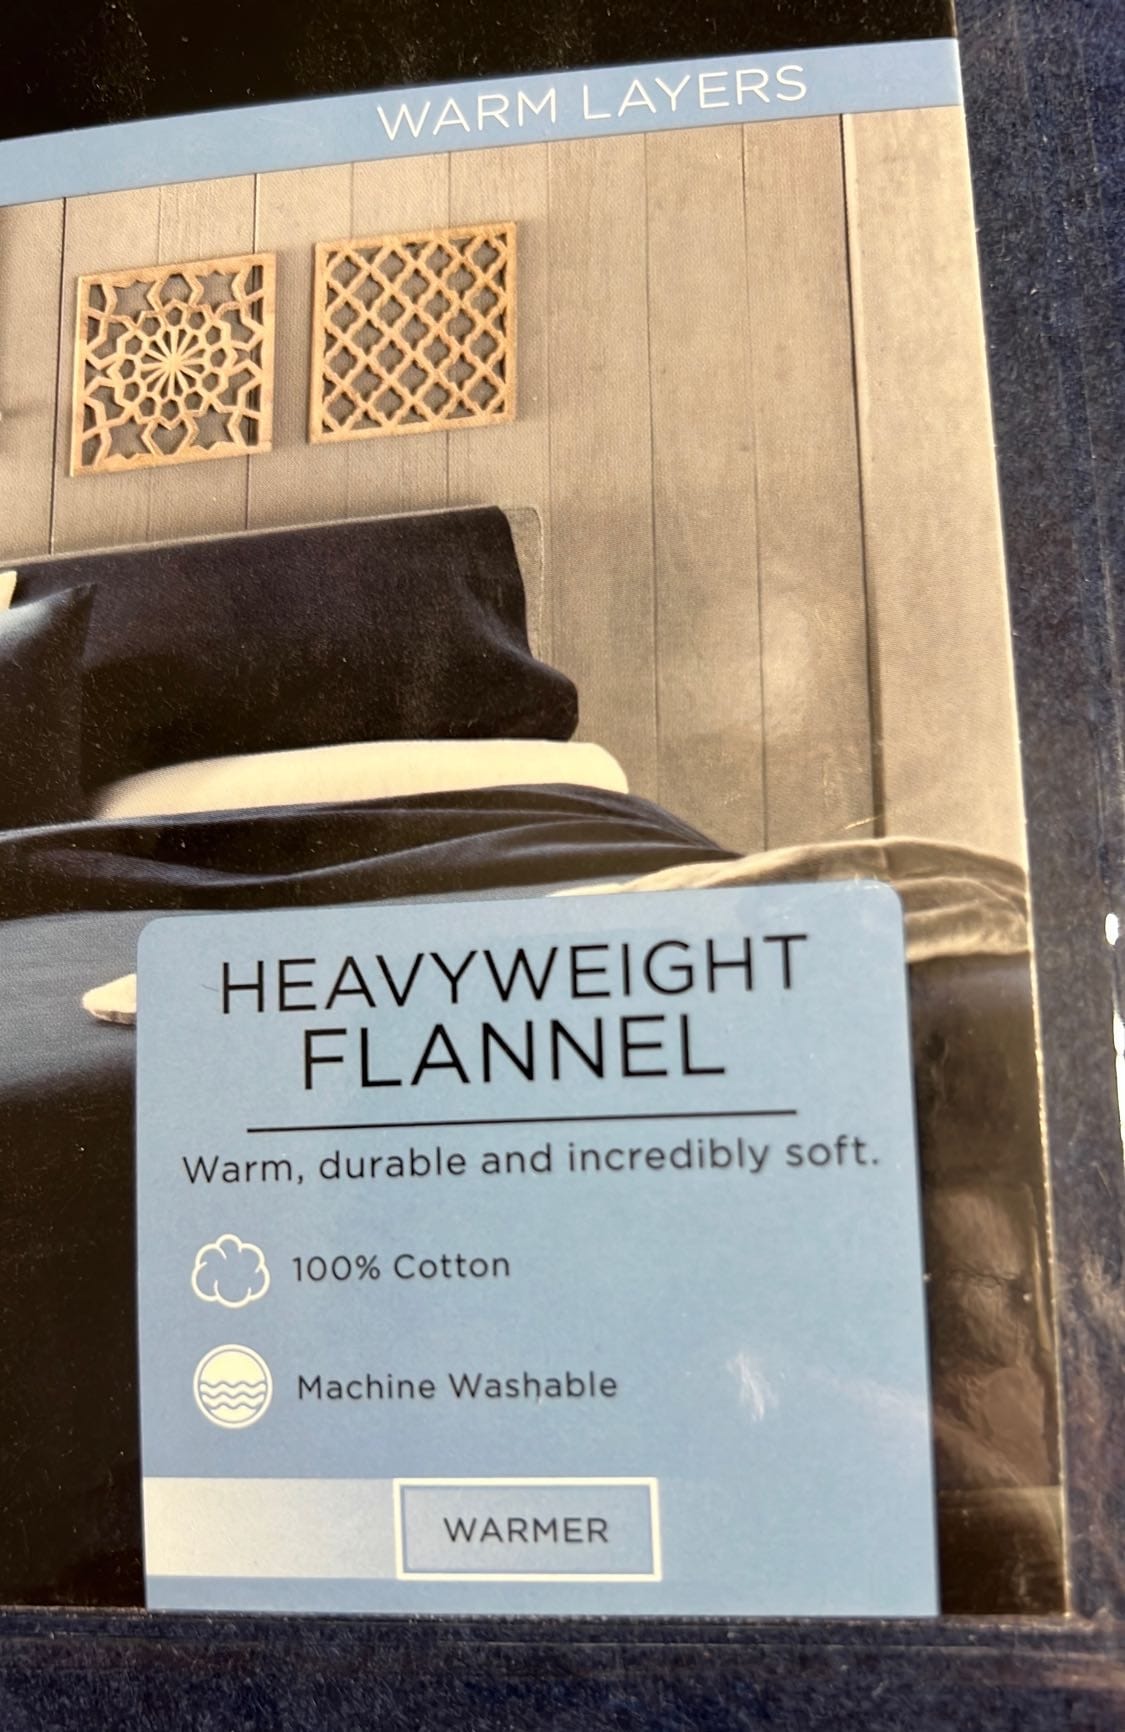 WARM LAYERS
HEAVYWEIGHT
FLANNEL
Warm, durable and incredibly soft.
100% Cotton
Machine Washable
WARMER